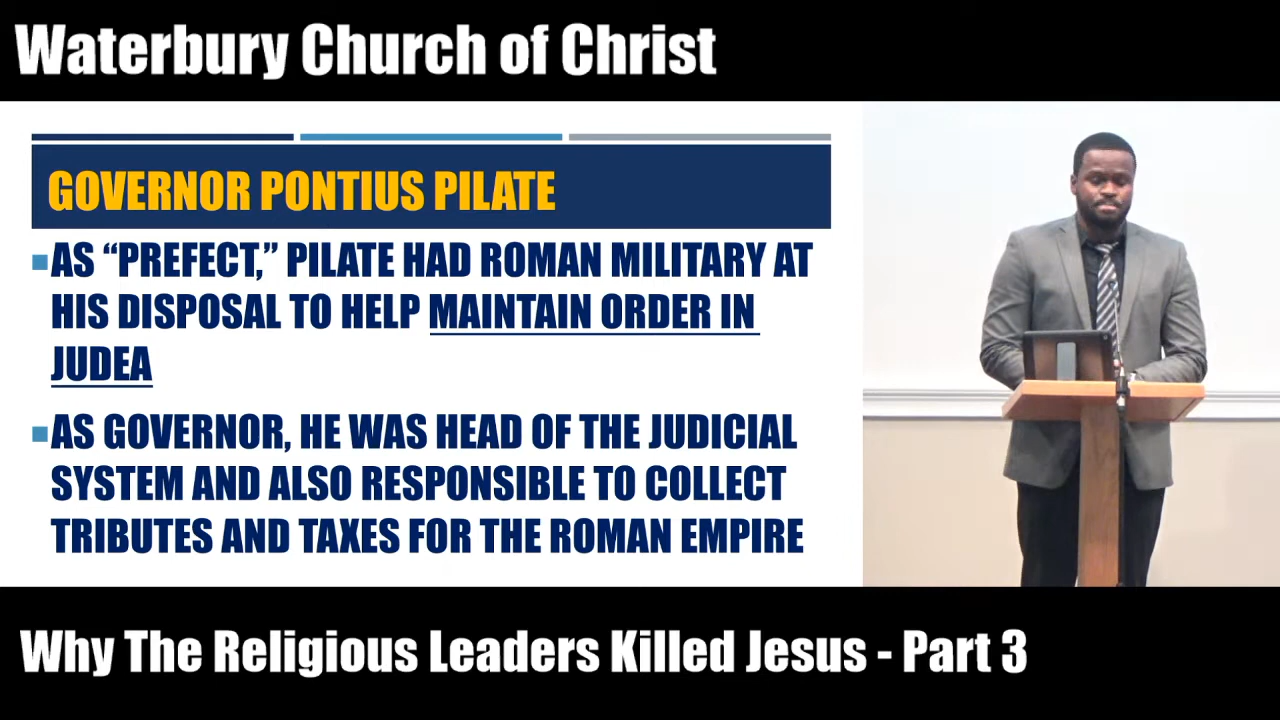 Waterbury Church of Christ
GOVERNOR PONTIUS PILATE
▪AS “PREFECT,” PILATE HAD ROMAN MILITARY AT
HIS DISPOSAL TO HELP MAINTAIN ORDER IN
JUDEA
▪AS GOVERNOR, HE WAS HEAD OF THE JUDICIAL
SYSTEM AND ALSO RESPONSIBLE TO COLLECT
TRIBUTES AND TAXES FOR THE ROMAN EMPIRE
Why The Religious Leaders Killed Jesus - Part 3